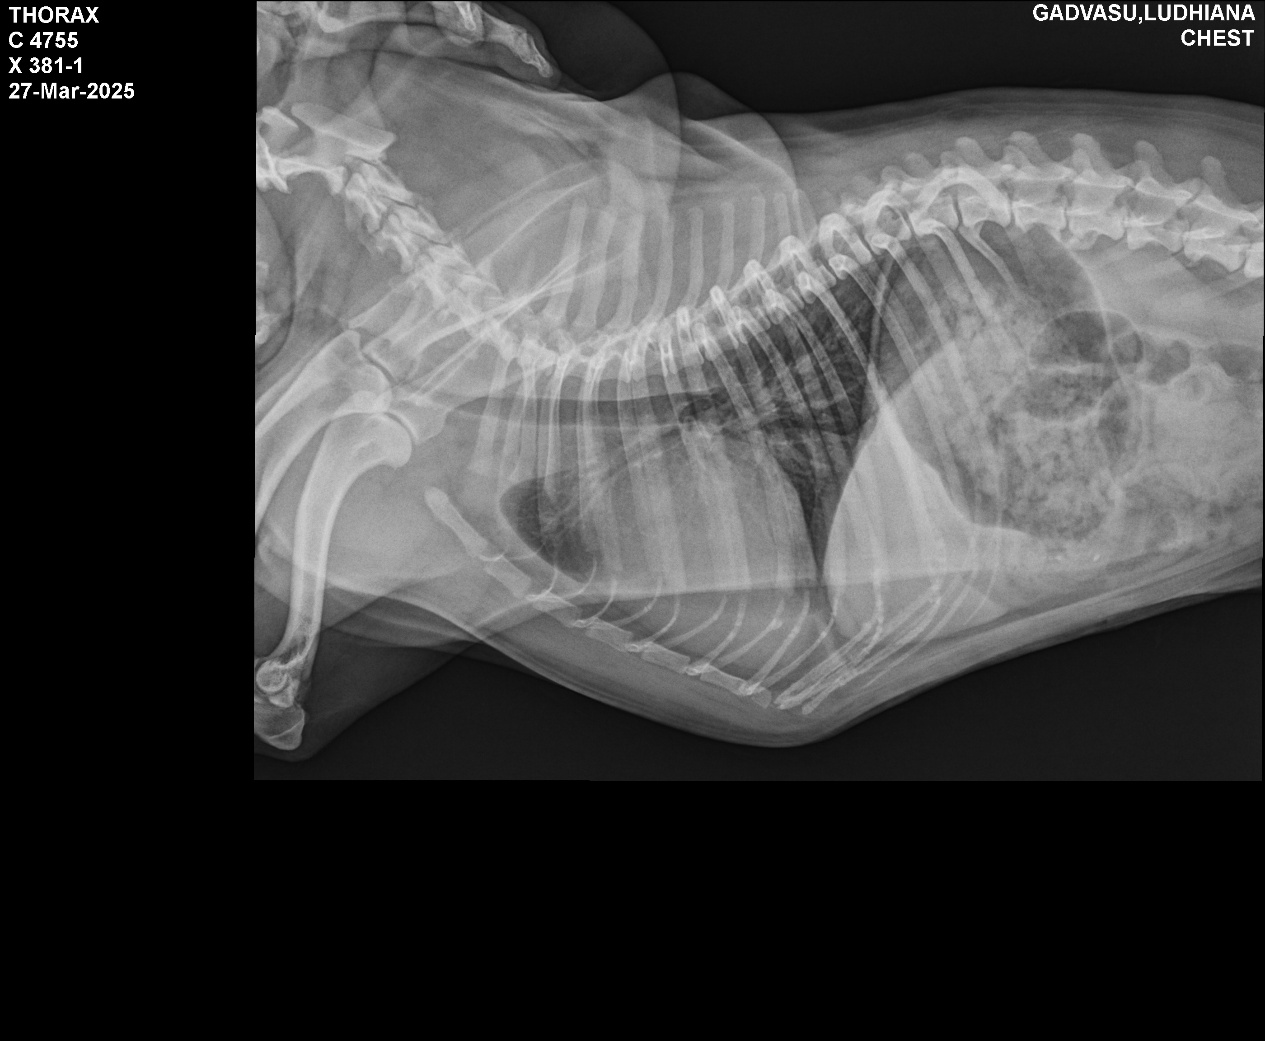 THORAX
C 4755
X 381-1
27-Mar-2025
GADVASU,LUDHIANA
CHEST